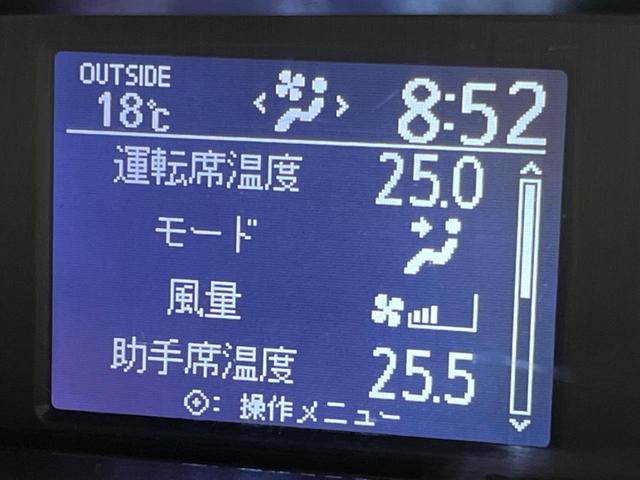 OUTSIDE
18℃
8:52
運転席温度 25.0
モード
風量
助手席温度 25.5
: 操作メニュー